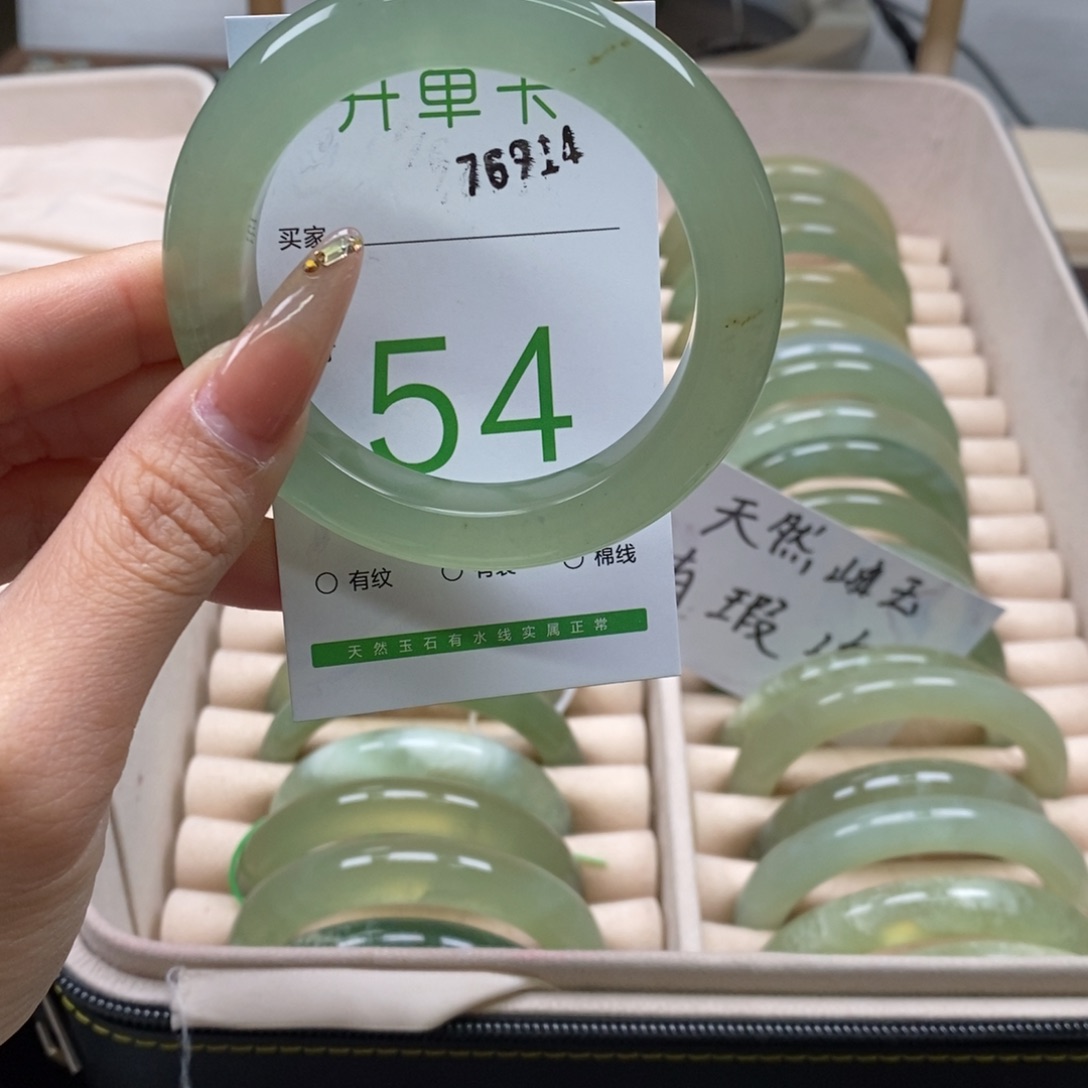 开单卡
76914
买家
54
有纹
棉线
天然玉石有水线实属正常
天然岫玉
瑕